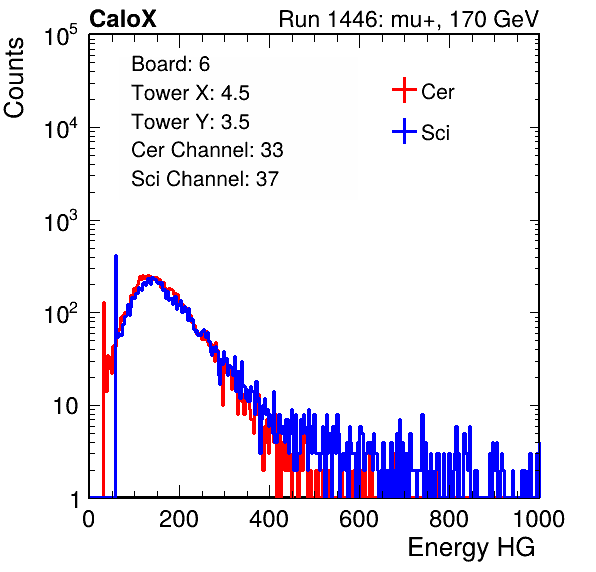 CaloX Run 1446: mu+, 170 GeV
Counts
Board: 6
Tower X: 4.5
Tower Y: 3.5
Cer Channel: 33
Sci Channel: 37
Cer
Sci
10^5
10^4
10^3
10^2
10
1
0 200 400 600 800 1000
Energy HG